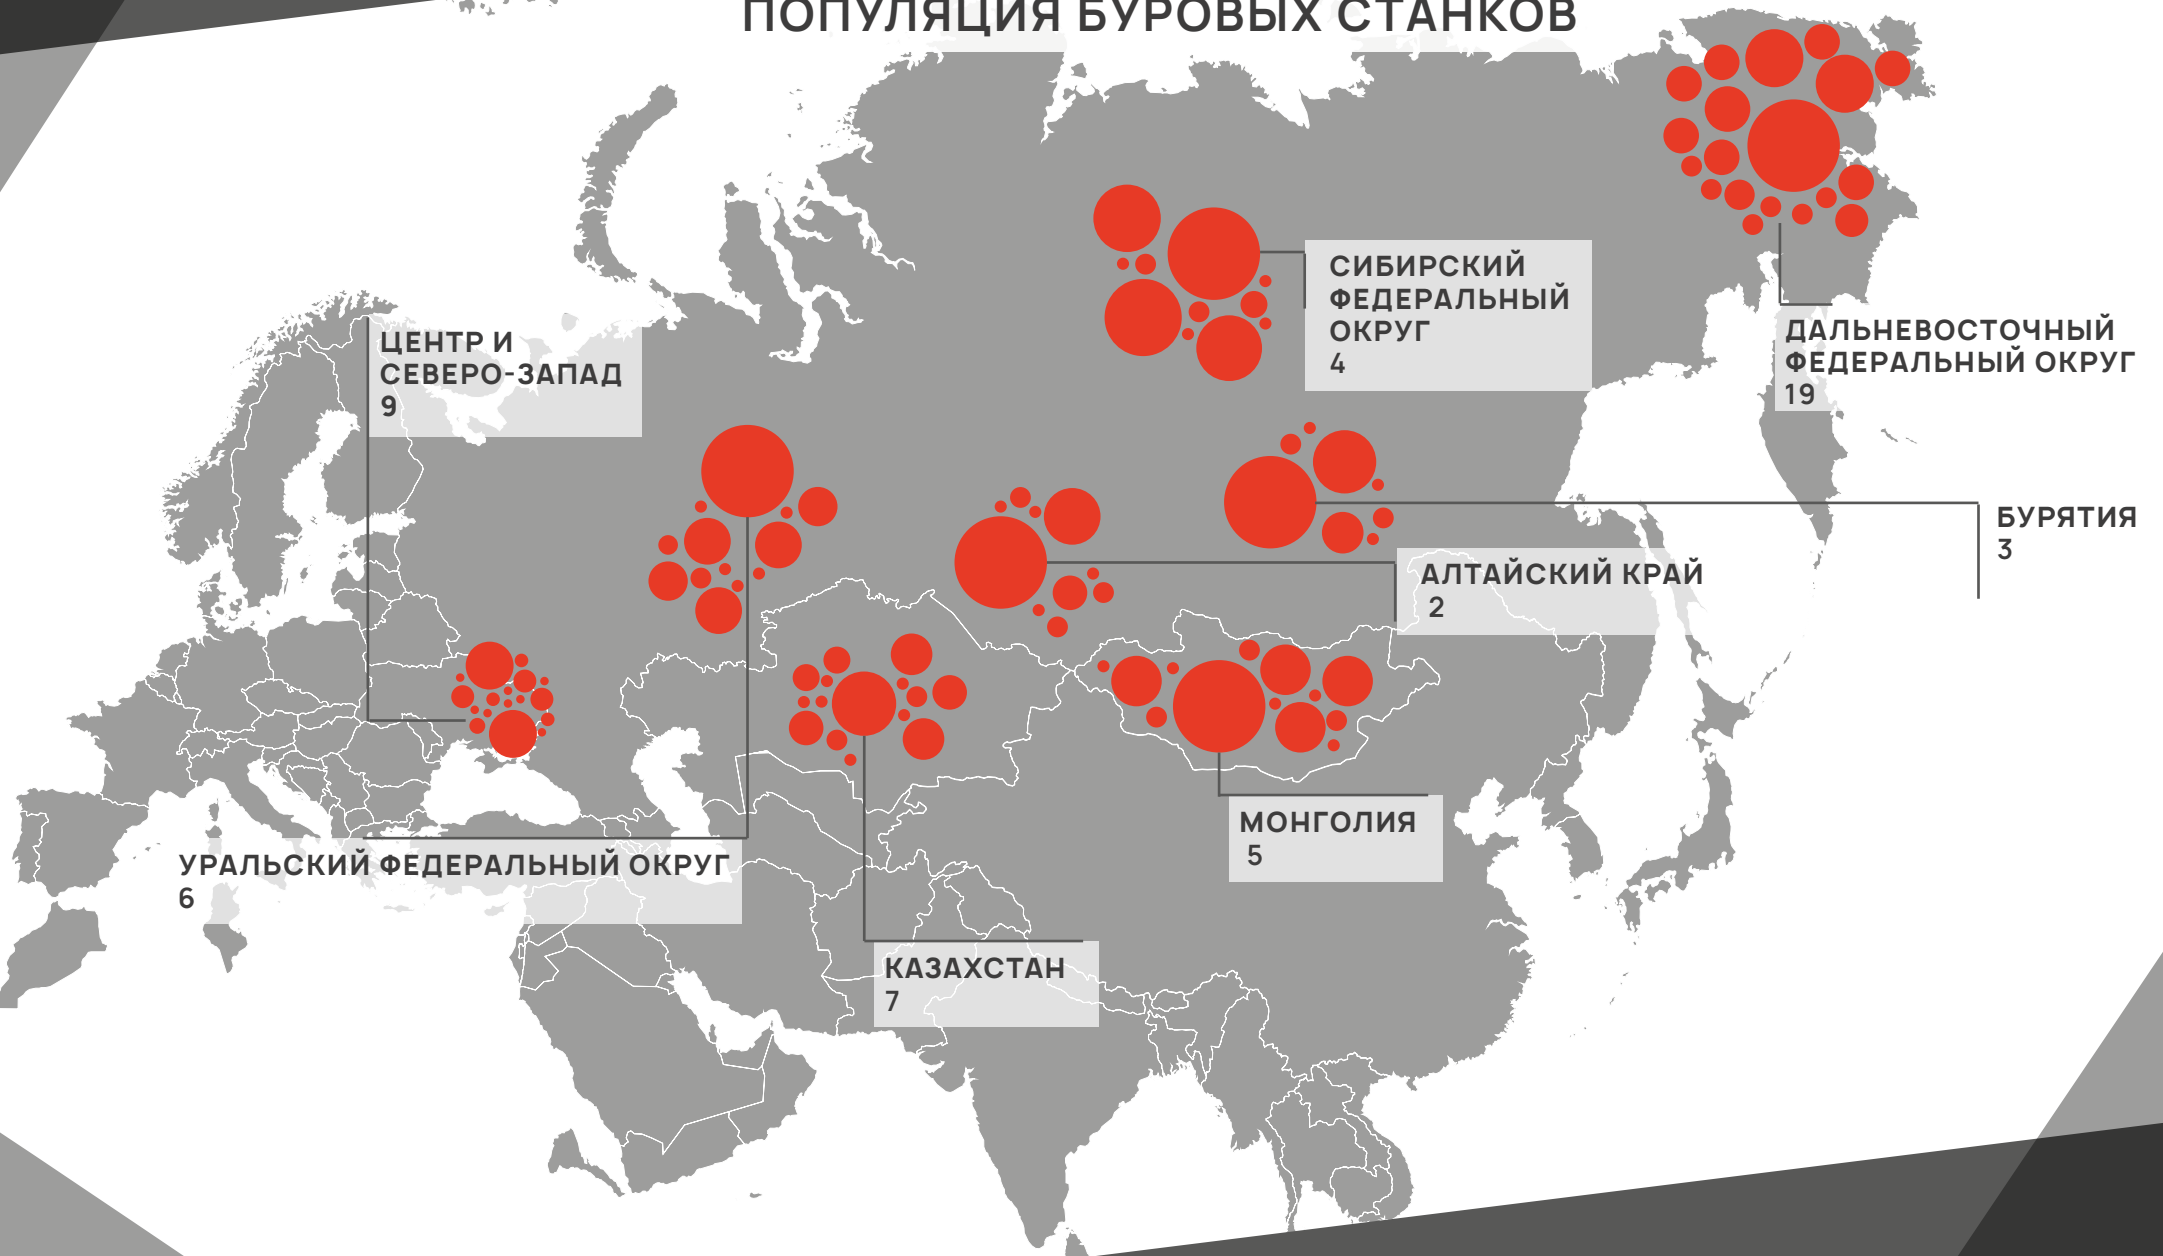 ПОПУЛЯЦИЯ БУРОВЫХ СТАНКОВ
СИБИРСКИЙ
ФЕДЕРАЛЬНЫЙ
ОКРУГ
4
ДАЛЬНЕВОСТОЧНЫЙ
ФЕДЕРАЛЬНЫЙ ОКРУГ
19
ЦЕНТР И
СЕВЕРО-ЗАПАД
9
БУРЯТИЯ
3
АЛТАЙСКИЙ КРАЙ
2
МОНГОЛИЯ
5
УРАЛЬСКИЙ ФЕДЕРАЛЬНЫЙ ОКРУГ
6
КАЗАХСТАН
7